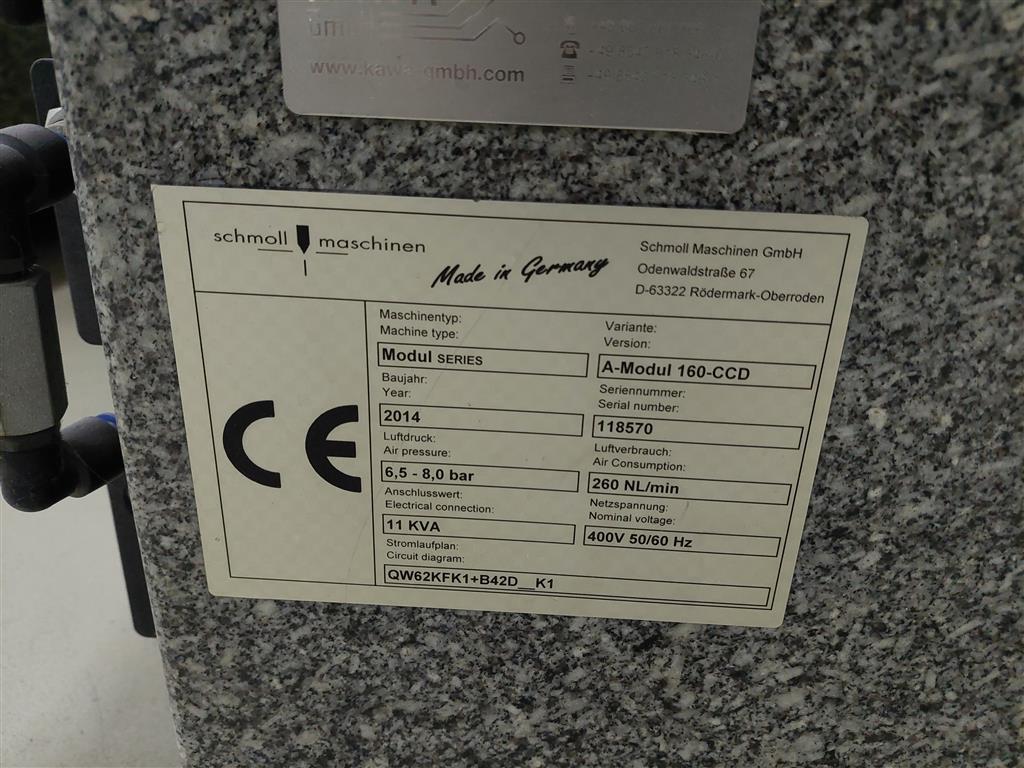 www.kawa-gmbh.com
schmoll maschinen
Made in Germany
Schmoll Maschinen GmbH
Odenwaldstraße 67
D-63322 Rödermark-Oberroden
CE
Maschinentyp:
Machine type:
Modul SERIES
Variante:
Version:
A-Modul 160-CCD
Baujahr:
Year:
2014
Seriennummer:
Serial number:
118570
Luftdruck:
Air pressure:
6,5 - 8,0 bar
Luftverbrauch:
Air Consumption:
260 NL/min
Anschlusswert:
Electrical connection:
11 KVA
Netzspannung:
Nominal voltage:
400V 50/60 Hz
Stromlaufplan:
Circuit diagram:
QW62KFK1+B42D__K1